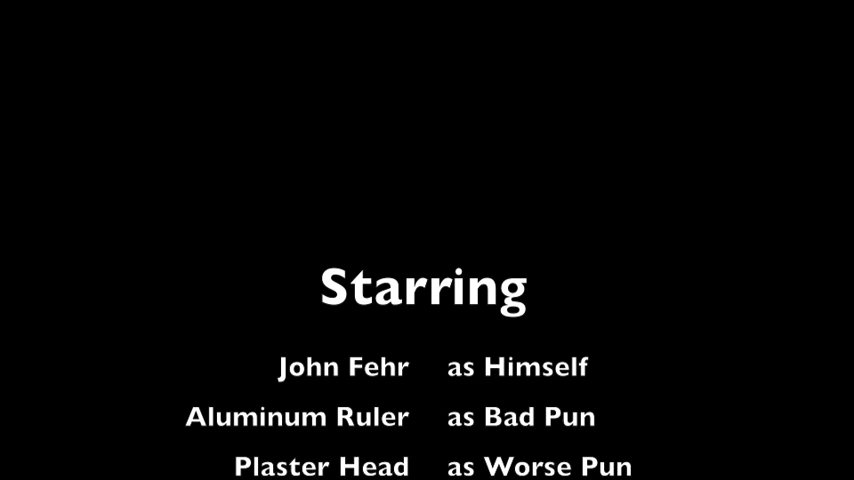 Starring
John Fehr as Himself
Aluminum Ruler as Bad Pun
Plaster Head as Worse Pun